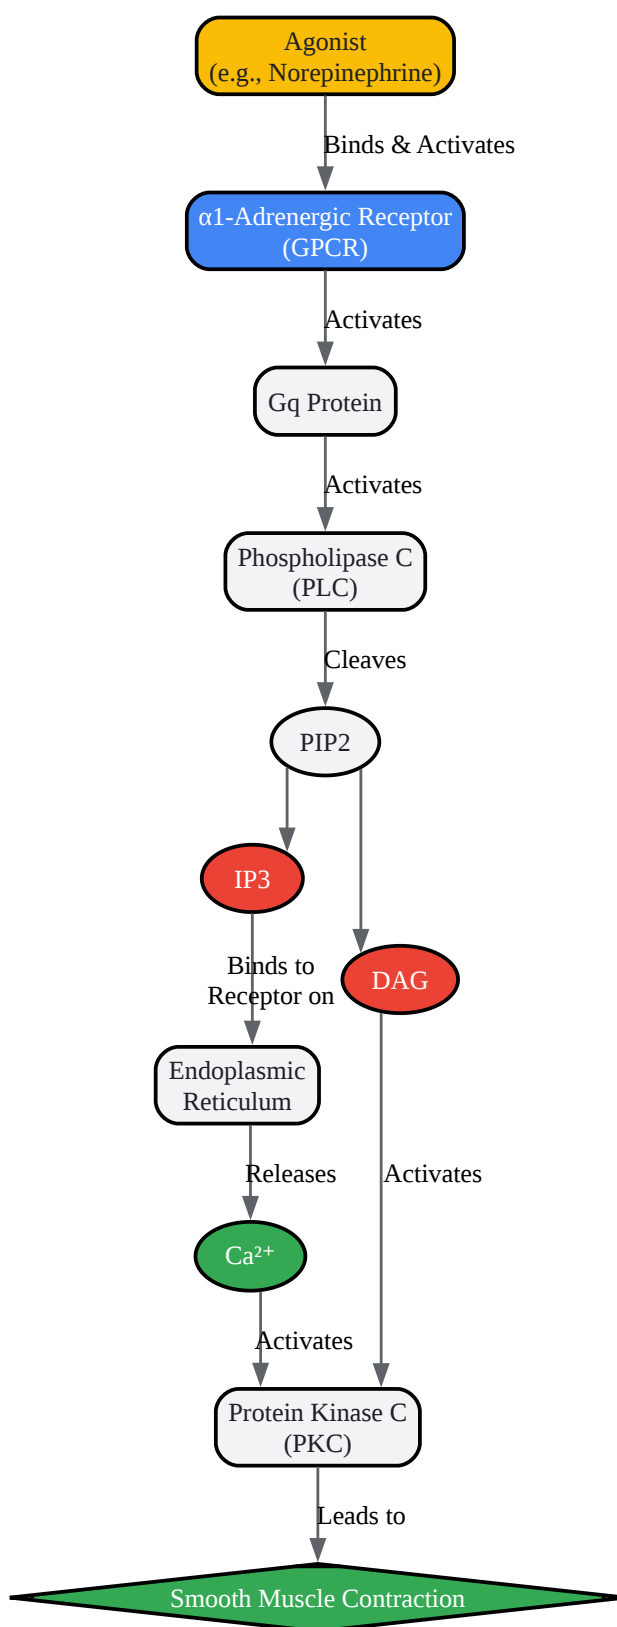 Agonist
(e.g., Norepinephrine)
Binds & Activates
α1-Adrenergic Receptor
(GPCR)
Activates
Gq Protein
Activates
Phospholipase C
(PLC)
Cleaves
PIP2
IP3
Binds to
Receptor on
DAG
Endoplasmic
Reticulum
Releases
Activates
Ca²⁺
Activates
Protein Kinase C
(PKC)
Leads to
Smooth Muscle Contraction